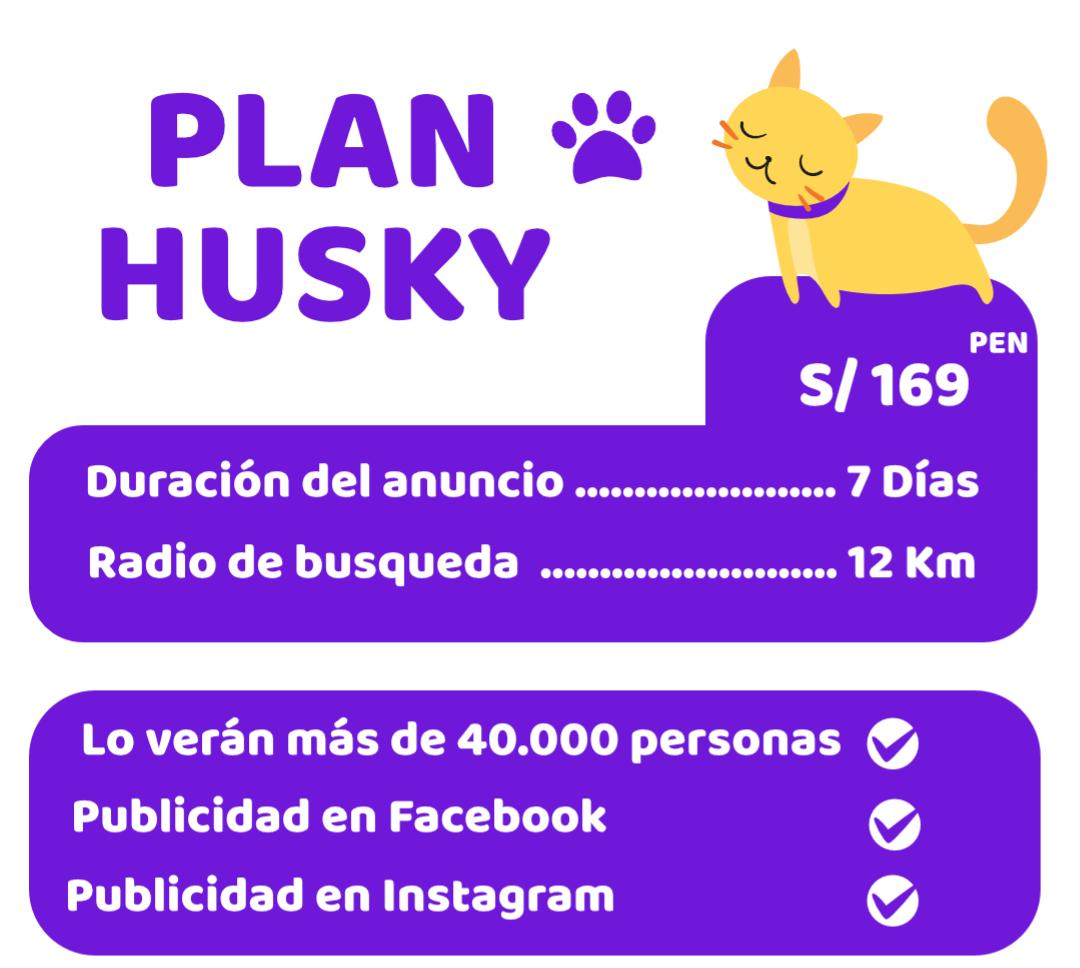 PLAN
HUSKY
PEN
S/ 169
Duración del anuncio ...................... 7 Días
Radio de busqueda ......................... 12 Km
Lo verán más de 40.000 personas
Publicidad en Facebook
Publicidad en Instagram